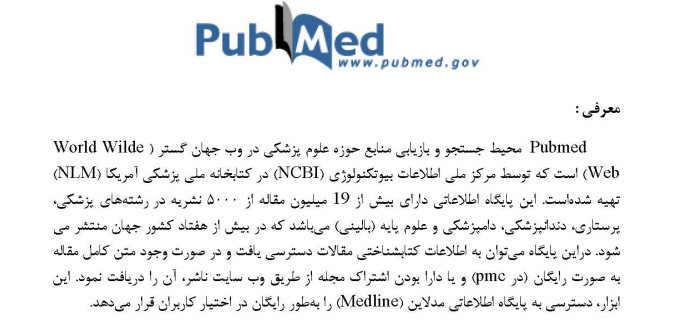 PubMed
www.pubmed.gov
معرفی :
Pubmed محیط جستجو و بازیابی منابع حوزه علوم پزشکی در وب جهان گستر ( World Wilde
Web) است که توسط مرکز ملی اطلاعات بیوتکنولوژی (NCBI) در کتابخانه ملی پزشکی آمریکا (NLM)
تهیه شده‌است. این پایگاه اطلاعاتی دارای بیش از 19 میلیون مقاله از ۵۰۰۰ نشریه در رشته‌های پزشکی،
پرستاری، دندانپزشکی، دامپزشکی و علوم پایه (بالینی) می‌باشد که در بیش از هفتاد کشور جهان منتشر می
شود. دراین پایگاه می‌توان به اطلاعات کتابشناختی مقالات دسترسی یافت و در صورت وجود متن کامل مقاله
به صورت رایگان (در pmc) و یا دارا بودن اشتراک مجله از طریق وب سایت ناشر، آن را دریافت نمود. این
ابزار، دسترسی به پایگاه اطلاعاتی مدلاین (Medline) را به‌طور رایگان در اختیار کاربران قرار می‌دهد.